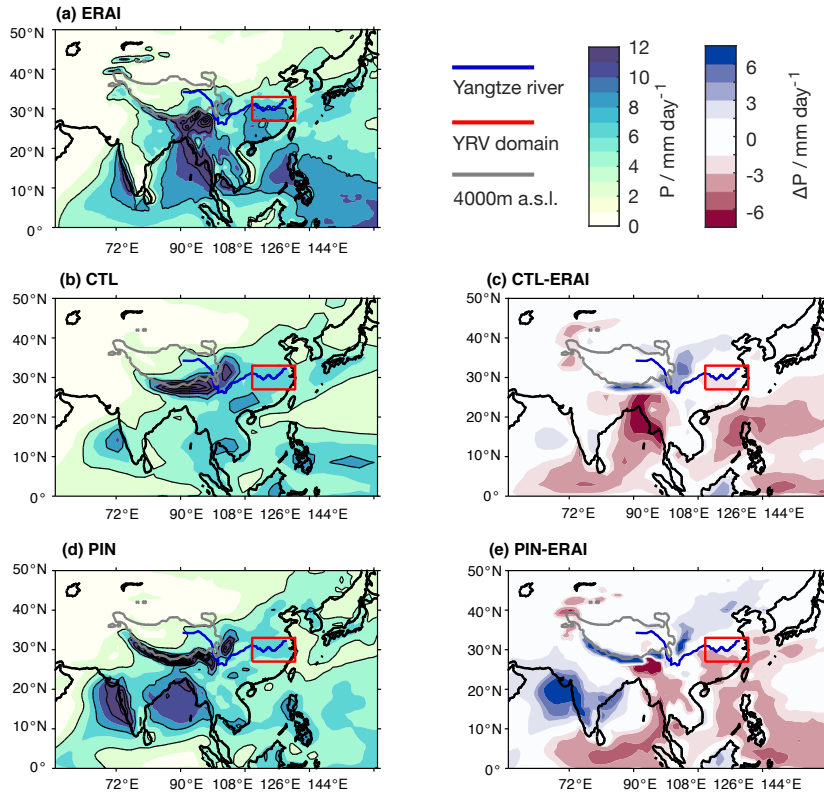 (a) ERAI
50°N
40°N
30°N
20°N
10°N
0°
72°E 90°E 108°E 126°E 144°E
Yangtze river
YRV domain
4000m a.s.l.
12
10
8
6
4
2
0
P / mm day⁻¹
6
3
0
-3
-6
ΔP / mm day⁻¹
(b) CTL
50°N
40°N
30°N
20°N
10°N
0°
72°E 90°E 108°E 126°E 144°E
(c) CTL-ERAI
50°N
40°N
30°N
20°N
10°N
0°
72°E 90°E 108°E 126°E 144°E
(d) PIN
50°N
40°N
30°N
20°N
10°N
0°
72°E 90°E 108°E 126°E 144°E
(e) PIN-ERAI
50°N
40°N
30°N
20°N
10°N
0°
72°E 90°E 108°E 126°E 144°E